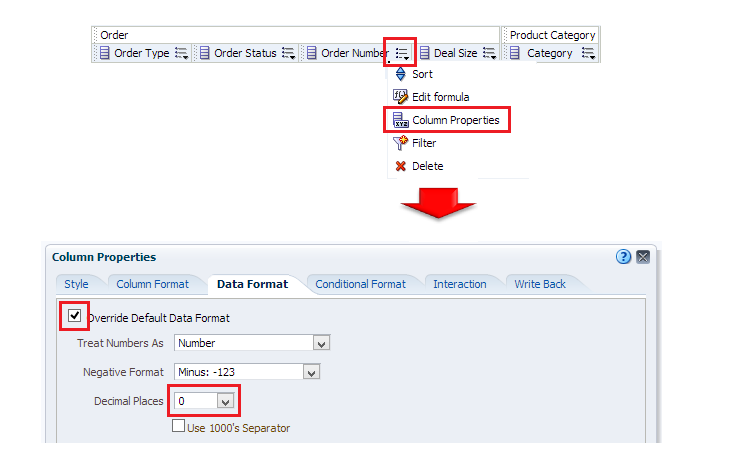 Order Product Category
Order Type Order Status Order Number Deal Size Category
Sort
Edit formula
Column Properties
Filter
Delete
Column Properties
Style Column Format Data Format Conditional Format Interaction Write Back
Override Default Data Format
Treat Numbers As Number
Negative Format Minus: -123
Decimal Places 0
Use 1000's Separator